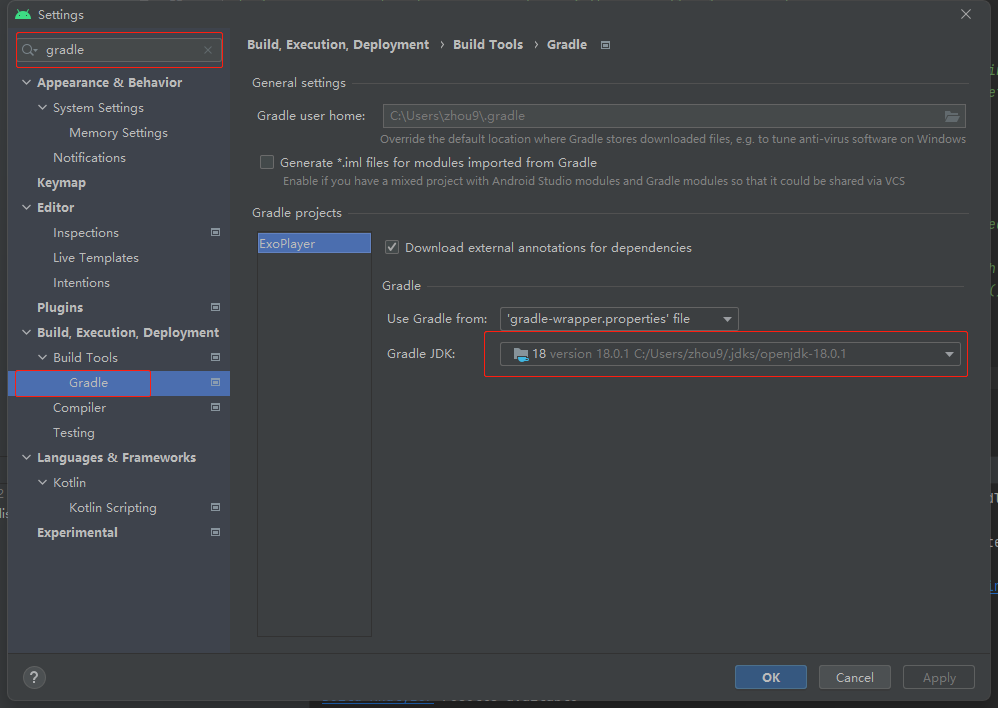 Settings
gradle
Appearance & Behavior
System Settings
Memory Settings
Notifications
Keymap
Editor
Inspections
Live Templates
Intentions
Plugins
Build, Execution, Deployment
Build Tools
Gradle
Compiler
Testing
Languages & Frameworks
Kotlin
Kotlin Scripting
Experimental
Build, Execution, Deployment › Build Tools › Gradle
General settings
Gradle user home: C:\Users\zhou9\.gradle
Override the default location where Gradle stores downloaded files, e.g. to tune anti-virus software on Windows
Generate *.iml files for modules imported from Gradle
Enable if you have a mixed project with Android Studio modules and Gradle modules so that it could be shared via VCS
Gradle projects
ExoPlayer
Download external annotations for dependencies
Gradle
Use Gradle from: 'gradle-wrapper.properties' file
Gradle JDK: 18 version 18.0.1 C:/Users/zhou9/.jdks/openjdk-18.0.1
?
OK Cancel Apply